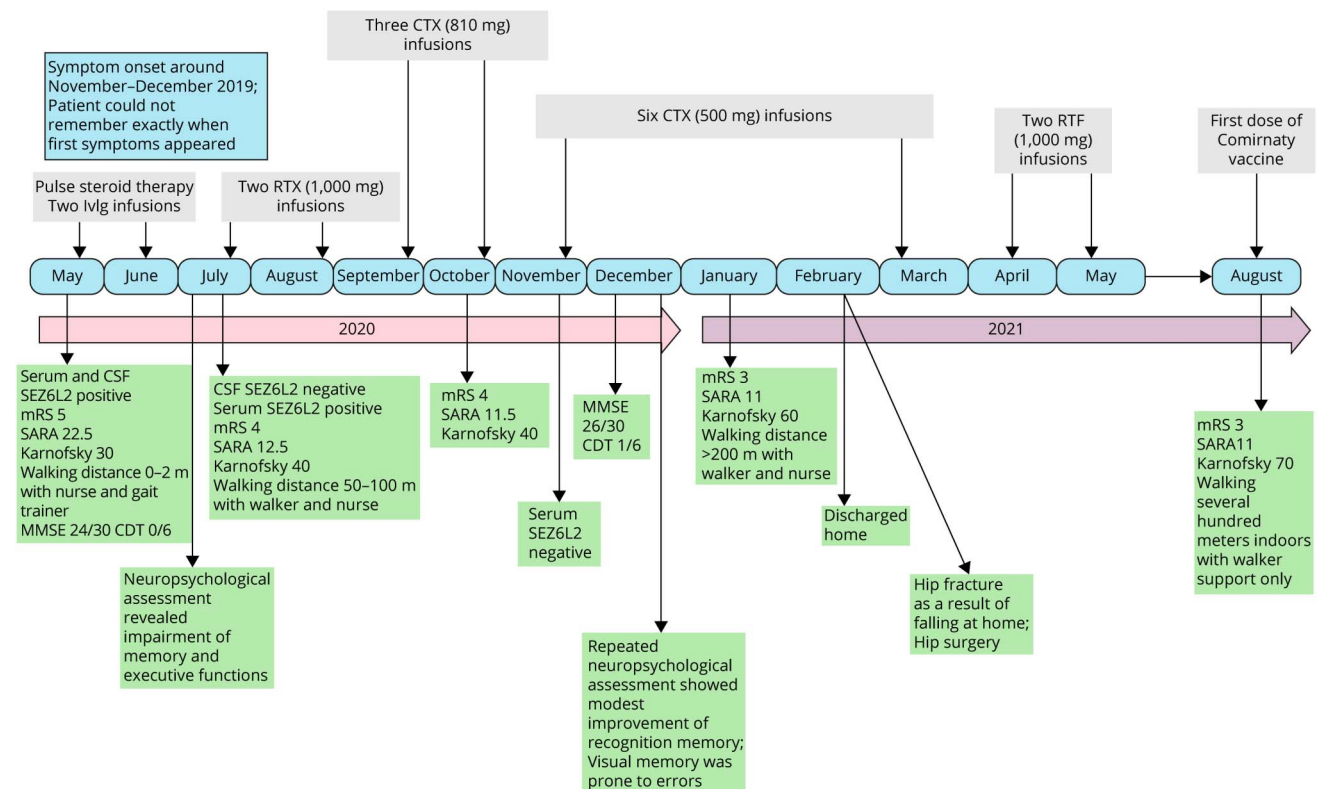 Three CTX (810 mg)
infusions
Symptom onset around
November–December 2019;
Patient could not
remember exactly when
first symptoms appeared
Six CTX (500 mg) infusions
Two RTF
(1,000 mg)
infusions
First dose of
Comirnaty
vaccine
Pulse steroid therapy
Two IvIg infusions
Two RTX (1,000 mg)
infusions
May
June
July
August
September
October
November
December
January
February
March
April
May
August
2020
2021
Serum and CSF
SEZ6L2 positive
mRS 5
SARA 22.5
Karnofsky 30
Walking distance 0–2 m
with nurse and gait
trainer
MMSE 24/30 CDT 0/6
Neuropsychological
assessment
revealed
impairment of
memory and
executive functions
CSF SEZ6L2 negative
Serum SEZ6L2 positive
mRS 4
SARA 12.5
Karnofsky 40
Walking distance 50–100 m
with walker and nurse
mRS 4
SARA 11.5
Karnofsky 40
Serum
SEZ6L2
negative
MMSE
26/30
CDT 1/6
Repeated
neuropsychological
assessment showed
modest
improvement of
recognition memory;
Visual memory was
prone to errors
mRS 3
SARA 11
Karnofsky 60
Walking distance
>200 m with
walker and nurse
Discharged
home
Hip fracture
as a result of
falling at home;
Hip surgery
mRS 3
SARA11
Karnofsky 70
Walking
several
hundred
meters indoors
with walker
support only